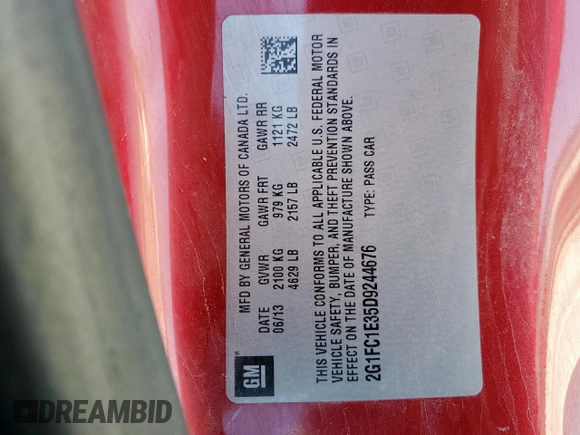 MFD BY GENERAL MOTORS OF CANADA LTD.
DATE GVWR GAWR FRT GAWR RR
06/13 2100 KG 979 KG 1121 KG
4629 LB 2157 LB 2472 LB
THIS VEHICLE CONFORMS TO ALL APPLICABLE U.S. FEDERAL MOTOR
VEHICLE SAFETY, BUMPER, AND THEFT PREVENTION STANDARDS IN
EFFECT ON THE DATE OF MANUFACTURE SHOWN ABOVE.
2G1FC1E35D9244676 TYPE: PASS CAR
GM
DREAMBID